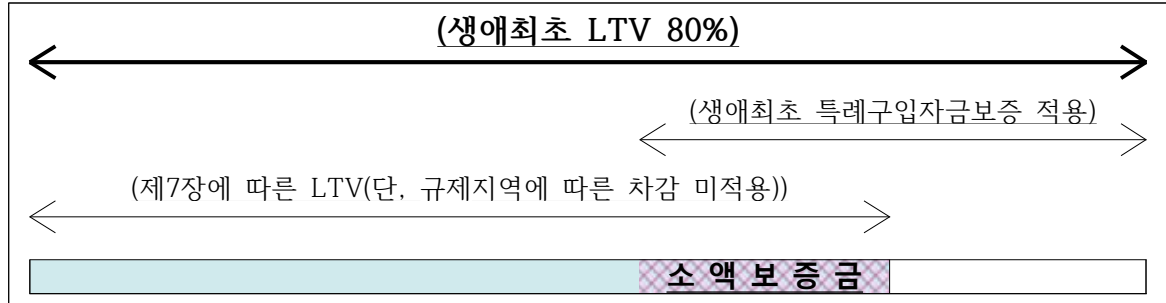 (생애최초 LTV 80%)
(생애최초 특례구입자금보증 적용)
(제7장에 따른 LTV(단, 규제지역에 따른 차감 미적용))
소 액 보 증 금